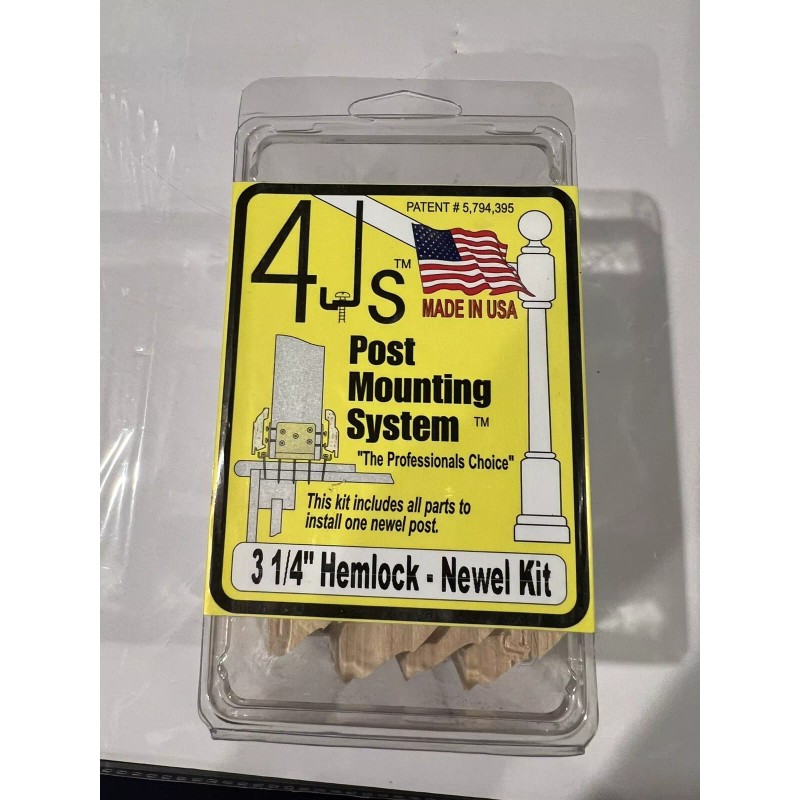 PATENT # 5,794,395
4Js™
MADE IN USA
Post
Mounting
System™
"The Professionals Choice"
This kit includes all parts to
install one newel post.
3 1/4" Hemlock - Newel Kit